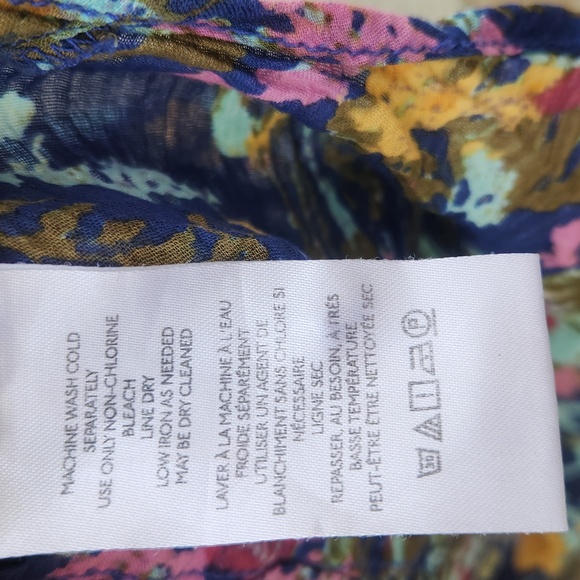 MACHINE WASH COLD
SEPARATELY
USE ONLY NON-CHLORINE
BLEACH
LINE DRY
LOW IRON AS NEEDED
MAY BE DRY CLEANED
LAVER À LA MACHINE À L'EAU
FROIDE SÉPARÉMENT
UTILISER UN AGENT DE
BLANCHIMENT SANS CHLORE SI
NÉCESSAIRE
LIGNE SEC
REPASSER AU BESOIN À TRÈS
BASSE TEMPÉRATURE
PEUT-ÊTRE ÊTRE NETTOYÉE SEC
30
P